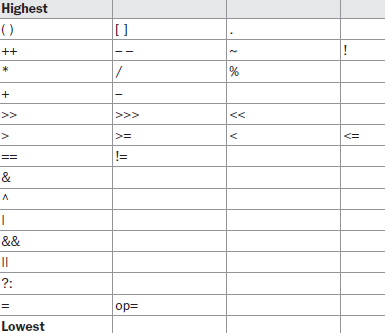 Highest
( ) [ ] .
++ -- ~ !
* / %
+ –
>> >>> <<
> >= < <=
== !=
&
^
|
&&
||
?:
= op=
Lowest